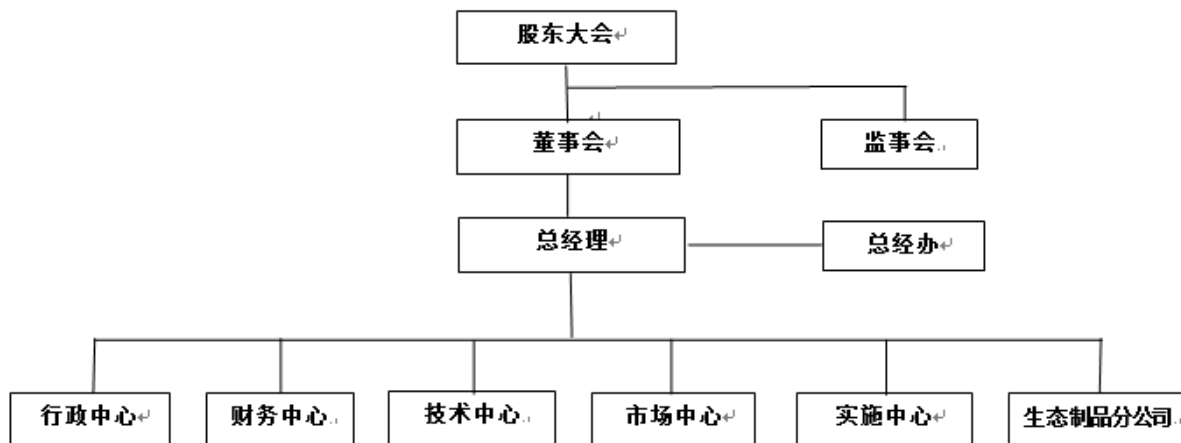 股东大会
董事会
监事会
总经理
总经办
行政中心
财务中心
技术中心
市场中心
实施中心
生态制品分公司